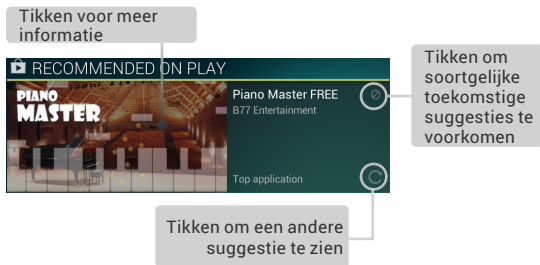 Tikken voor meer
informatie
RECOMMENDED ON PLAY
PIANO
MASTER
Piano Master FREE
B77 Entertainment
Top application
Tikken om
soortgelijke
toekomstige
suggesties te
voorkomen
Tikken om een andere
suggestie te zien